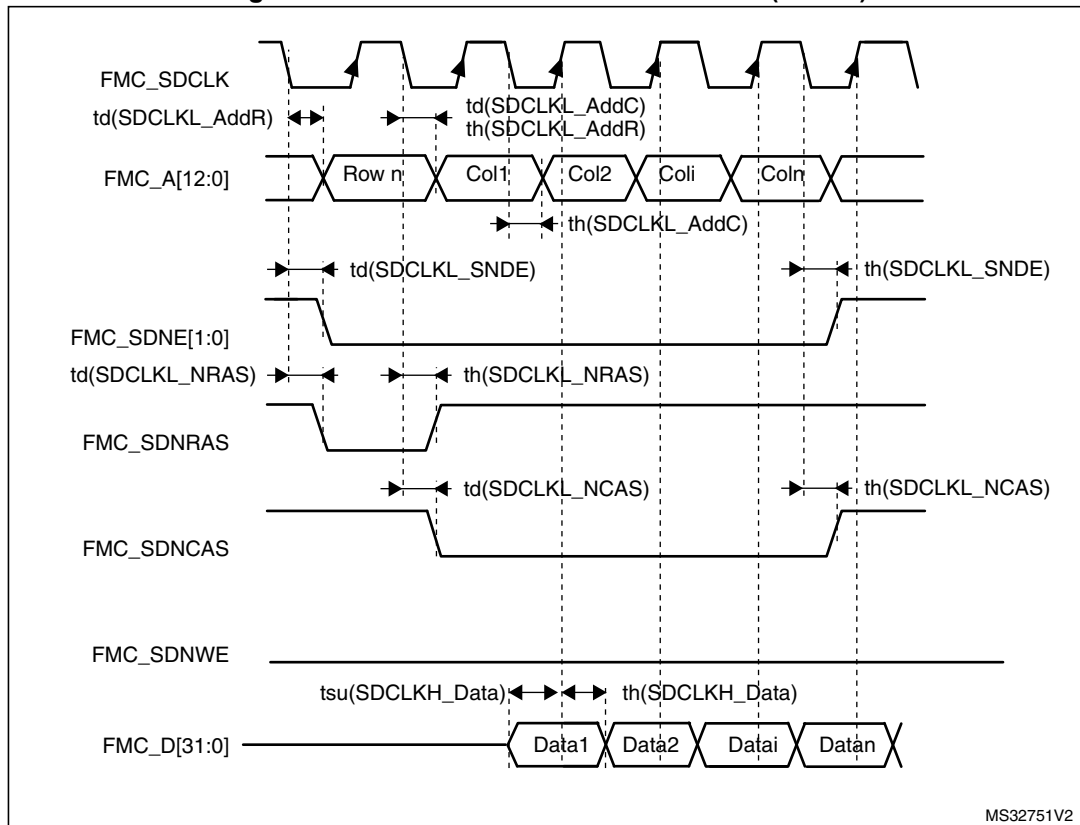 FMC_SDCLK
td(SDCLKL_AddR)
td(SDCLKL_AddC)
th(SDCLKL_AddR)
FMC_A[12:0]
Row n
Col1
Col2
Coli
Coln
th(SDCLKL_AddC)
td(SDCLKL_SNDE)
th(SDCLKL_SNDE)
FMC_SDNE[1:0]
td(SDCLKL_NRAS)
th(SDCLKL_NRAS)
FMC_SDNRAS
td(SDCLKL_NCAS)
th(SDCLKL_NCAS)
FMC_SDNCAS
FMC_SDNWE
tsu(SDCLKH_Data)
th(SDCLKH_Data)
FMC_D[31:0]
Data1
Data2
Datai
Datan
MS32751V2